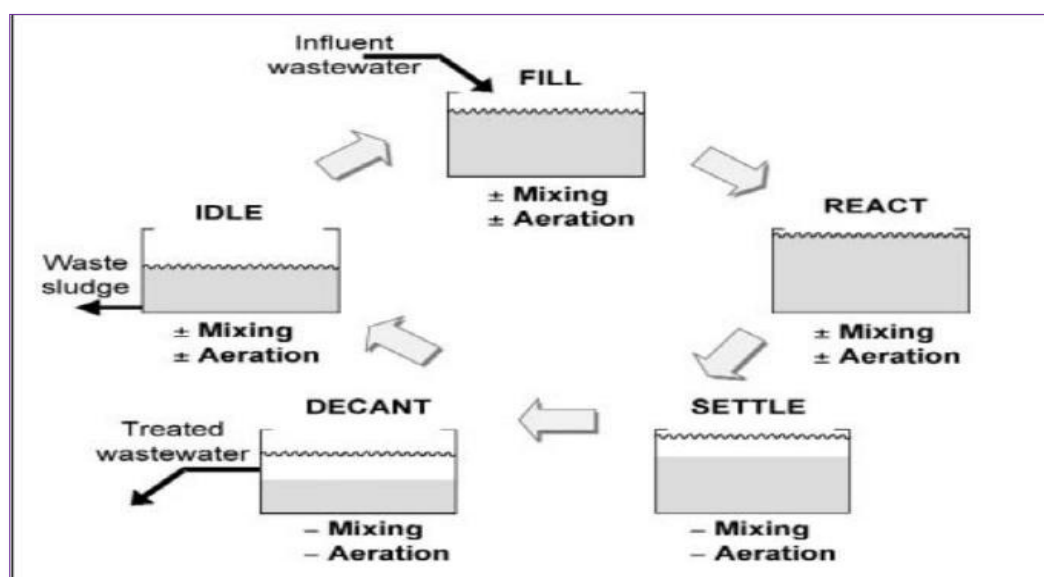 Influent
wastewater
FILL
± Mixing
± Aeration
REACT
± Mixing
± Aeration
SETTLE
– Mixing
– Aeration
DECANT
Treated
wastewater
– Mixing
– Aeration
IDLE
Waste
sludge
± Mixing
± Aeration